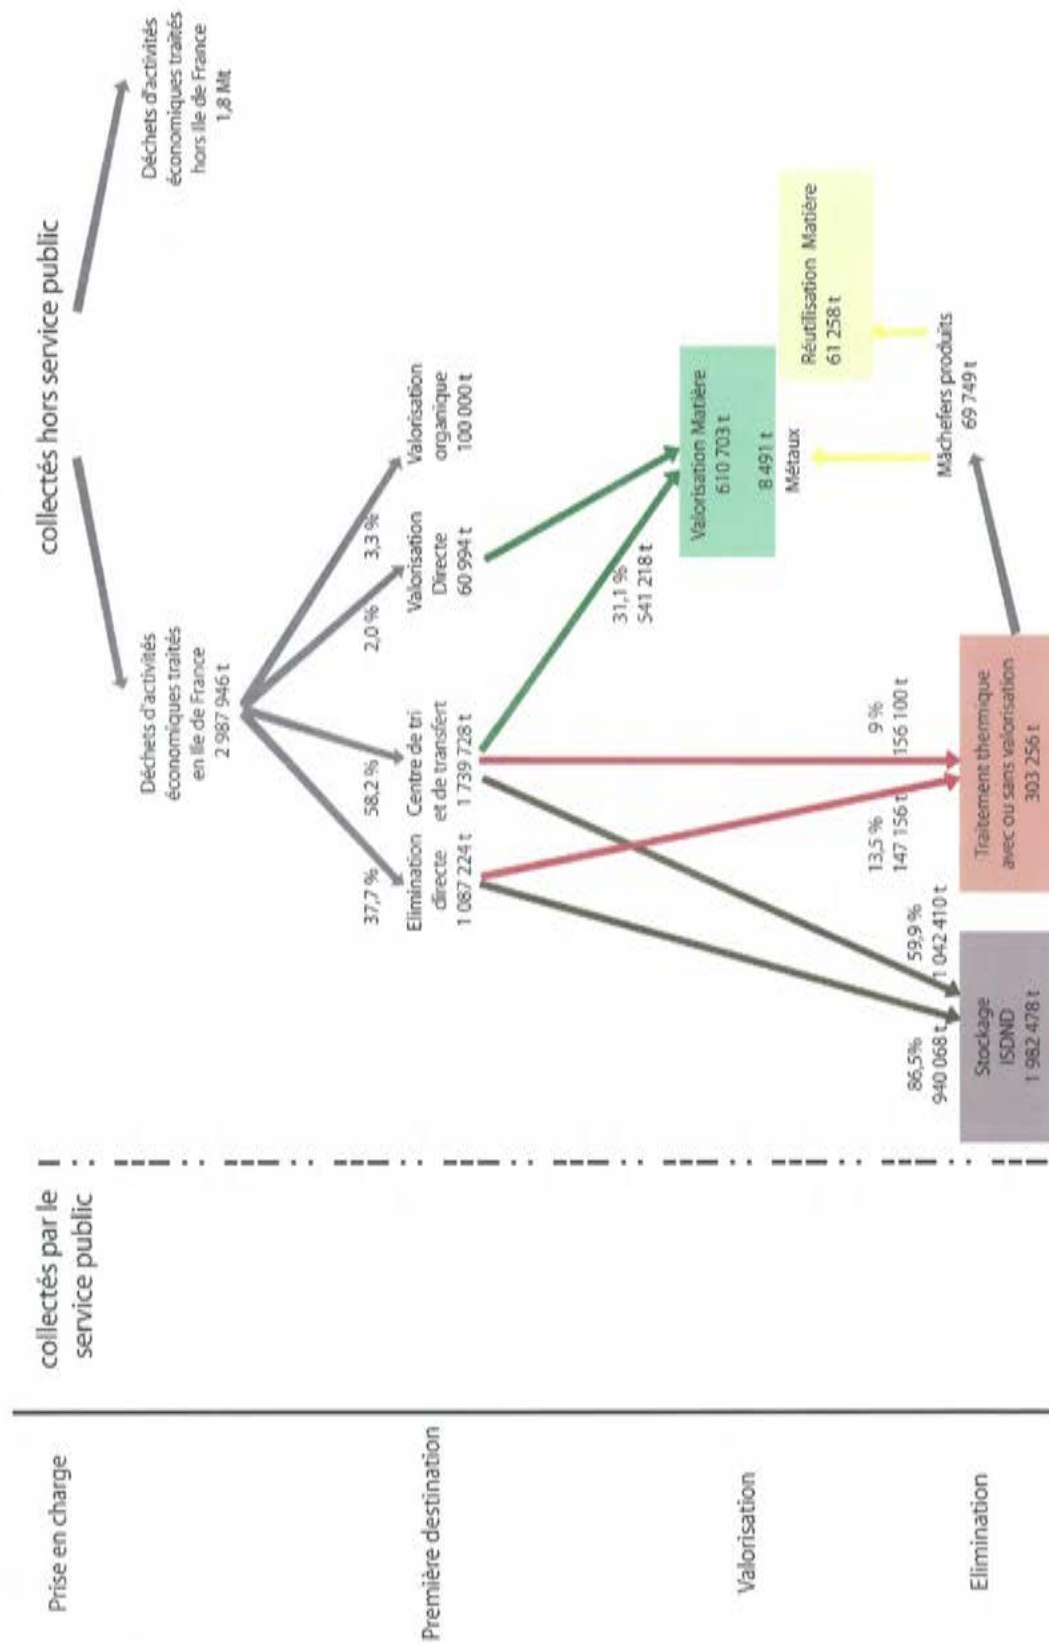 Prise en charge
collectés par le
service public
collectés hors service public
Déchets d'activités
économiques traités
en Ile de France
2 987 946 t
Déchets d'activités
économiques traités
hors Ile de France
1,8 Mt
Première destination
37,7 %
58,2 %
2,0 %
3,3 %
Elimination
directe
1 087 224 t
Centre de tri
et de transfert
1 739 728 t
Valorisation
Directe
60 994 t
Valorisation
organique
100 000 t
Valorisation
31,1 %
541 218 t
Valorisation Matière
610 703 t
8 491 t
Métaux
Réutilisation Matière
61 258 t
Elimination
86,5%
940 068 t
59,9 %
1 042 410 t
13,5 %
147 156 t
9 %
156 100 t
Mâchefers produits
69 749 t
Stockage
ISDND
1 982 478 t
Traitement thermique
avec ou sans valorisation
303 256 t